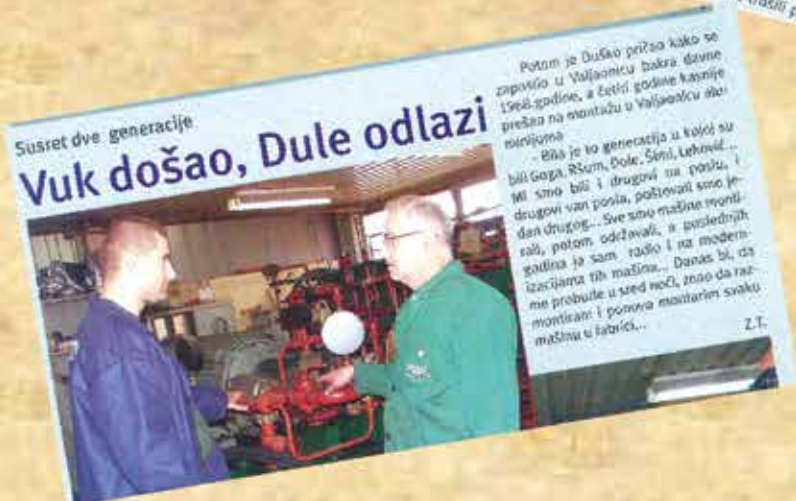 Susret dve generacije
Vuk došao, Dule odlazi
Potom je Duško pričao kako se
zaposlio u Valjaonicu bakra davne
1968.godine, a četiri godine kasnije
prešao na montažu u Valjaonicu alu-
minijuma
- Bila je to generacija u kojoj su
bili Goga, Ršum, Dole, Šimi, Leković...
Mi smo bili i drugovi na poslu, i
drugovi van posla, poštovali smo je-
dan drugog... Sve smo mašine monti-
rali, potom održavali, a poslednjih
godina ja sam radio i na modern-
izacijama tih mašina... Danas bi, da
me probude u sred noći, znao da raz-
montiram i ponovo montiram svaku
mašinu u fabrici...
Z.T.